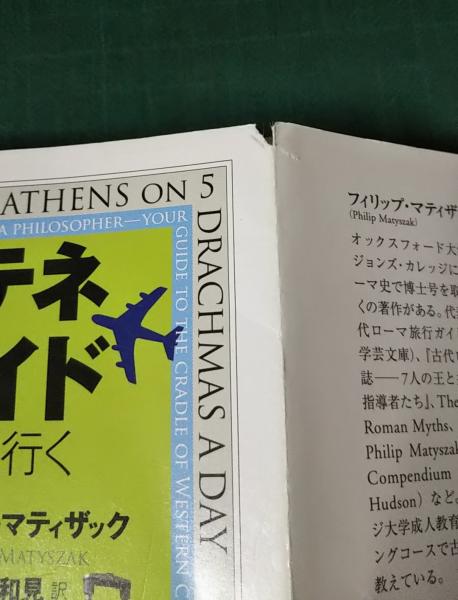 ATHENS ON 5 DRACHMAS A DAY
A PHILOSOPHER—YOUR GUIDE TO THE CRADLE OF WESTERN C
テネ
イド
行く
マティザック
MATYSZAK
和見 訳
フィリップ・マティザ
(Philip Matyszak)
オックスフォード大
ジョンズ・カレッジに
ーマ史で博士号を取
くの著作がある。代
代ローマ旅行ガイ
学芸文庫)、『古代
誌――7人の王と
指導者たち』、The
Roman Myths,
Philip Matyszak
Compendium
Hudson) など。
ジ大学成人教育
ングコースで古
教えている。